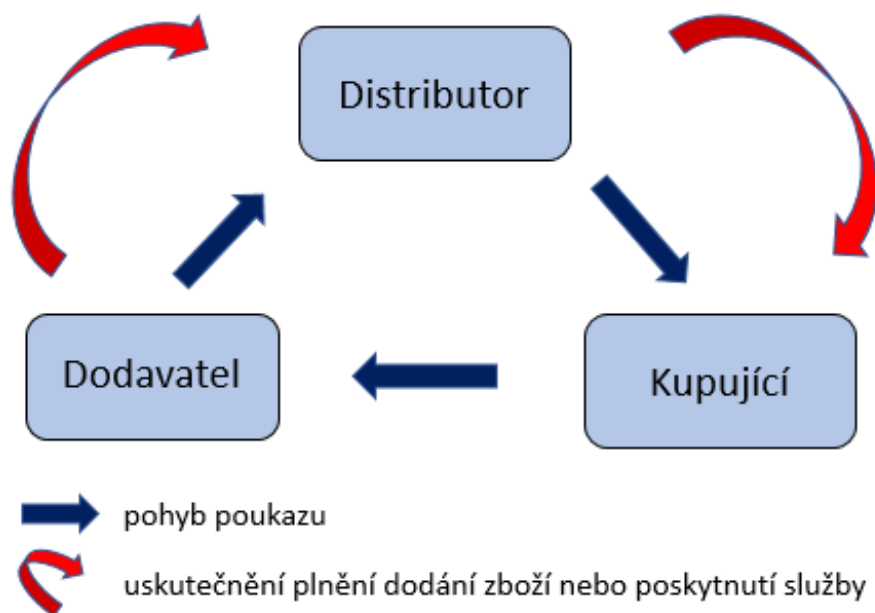 Distributor
Dodavatel
Kupující
pohyb poukazu
uskutečnění plnění dodání zboží nebo poskytnutí služby